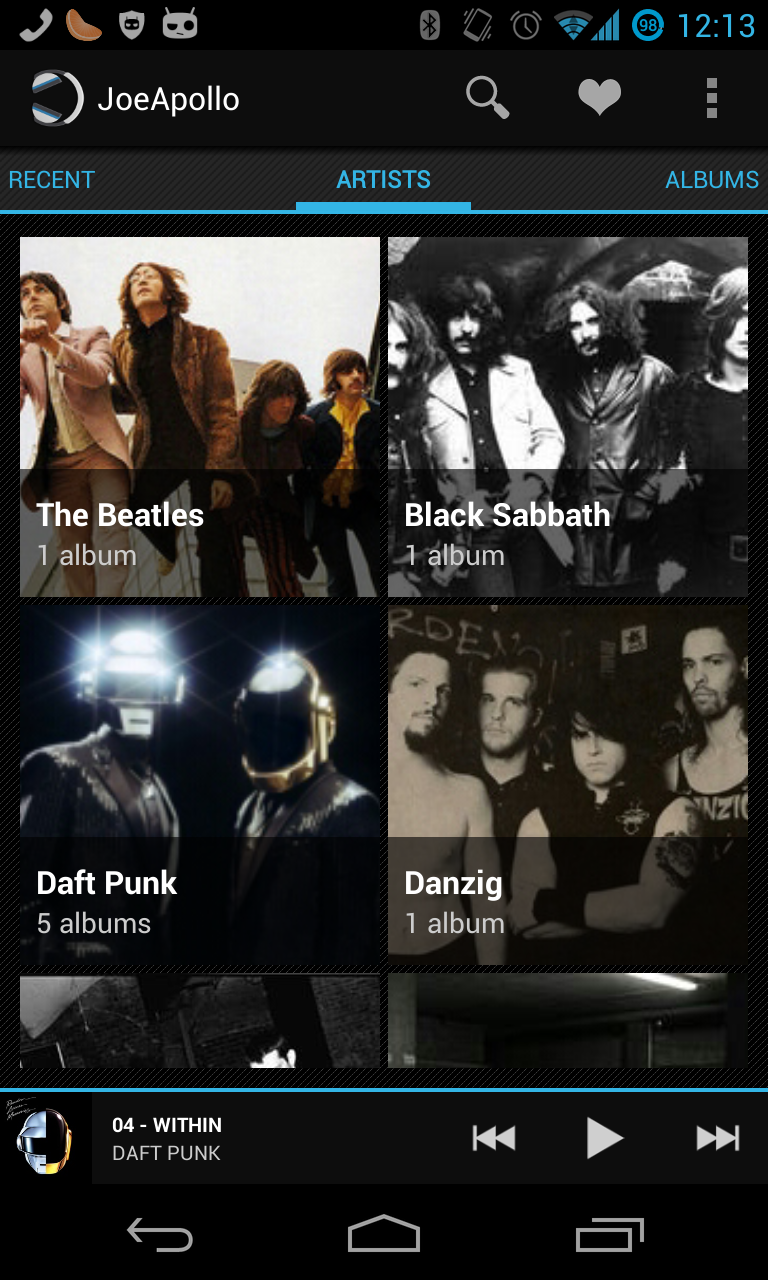 98 12:13
JoeApollo
RECENT ARTISTS ALBUMS
The Beatles
1 album
Black Sabbath
1 album
Daft Punk
5 albums
Danzig
1 album
04 - WITHIN
DAFT PUNK